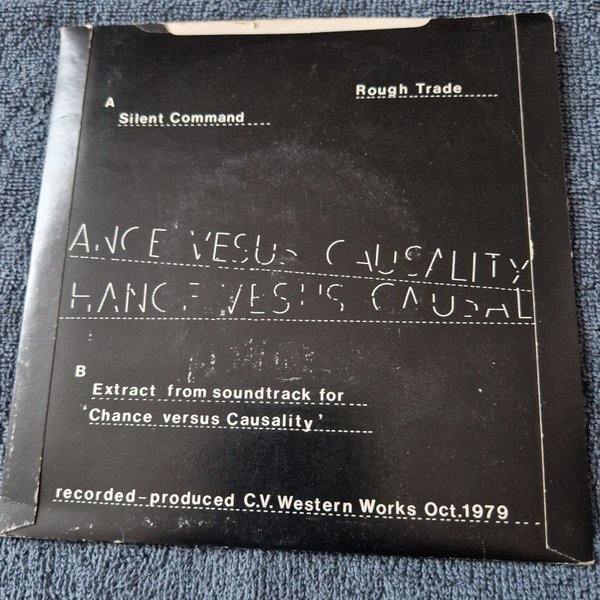 Rough Trade
A
Silent Command
ANCE VESUS CAUSALITY
HANCE VESUS CAUSAL
B
Extract from soundtrack for
'Chance versus Causality'
recorded-produced C.V. Western Works Oct.1979